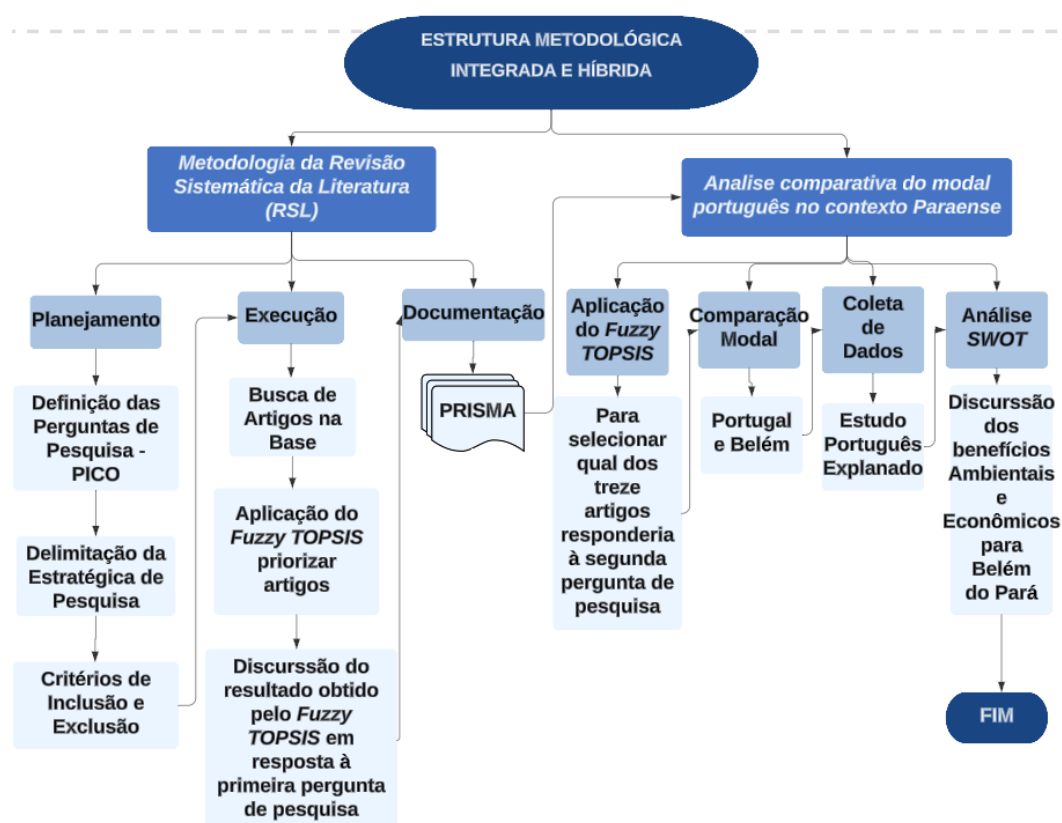 ESTRUTURA METODOLÓGICA
INTEGRADA E HÍBRIDA
Metodologia da Revisão
Sistemática da Literatura
(RSL)
Analise comparativa do modal
português no contexto Paraense
Planejamento
Definição das
Perguntas de
Pesquisa -
PICO
Delimitação da
Estratégica de
Pesquisa
Critérios de
Inclusão e
Exclusão
Execução
Busca de
Artigos na
Base
Aplicação do
Fuzzy TOPSIS
priorizar
artigos
Discurssão do
resultado obtido
pelo Fuzzy
TOPSIS em
resposta à
primeira pergunta
de pesquisa
Documentação
PRISMA
Aplicação
do Fuzzy
TOPSIS
Para
selecionar
qual dos
treze
artigos
responderia
à segunda
pergunta de
pesquisa
Comparação
Modal
Portugal
e Belém
Coleta
de
Dados
Estudo
Português
Explanado
Análise
SWOT
Discurssão
dos
benefícios
Ambientais
e
Econômicos
para
Belém
do Pará
FIM